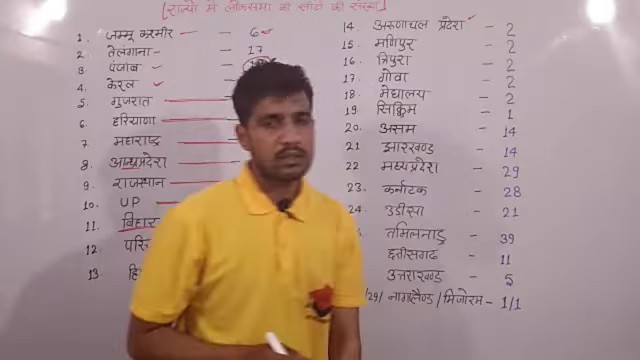 [राज्यो में लोकसभा की सीटो की संख्या]
1. जम्मू कश्मीर — 6
2 तेलंगाना - 17
3 पंजाब
4. केरल
5. गुजरात
6. हरियाणा
7 महाराष्ट्र
8. आन्ध्रप्रदेश
9. राजस्थान
10. UP
11. बिहार
12.
13.
14. अरूणाचल प्रदेश - 2
15. मणिपुर - 2
16. त्रिपुरा - 2
17. गोवा - 2
18. मेघालय - 2
19. सिक्किम - 1
20. असम - 14
21 झारखण्ड - 14
22 मध्यप्रदेश - 29
23. कर्नाटक - 28
24. उडीसा - 21
तमिलनाडु - 39
छत्तीसगढ - 11
उत्तराखण्ड - 5
/29/ नागालैण्ड / मिजोरम - 1/1